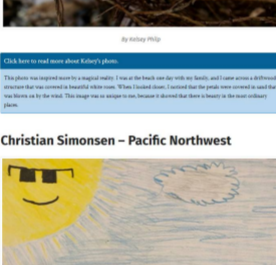 By Kelsey Philp
Click here to read more about Kelsey's photo.
This photo was inspired more by a magical reality. I was at the beach one day with my family, and I came across a driftwood
structure that was covered in beautiful white roses. When I looked closer, I noticed that the petals were covered in sand that
was blown on by the wind. This image was so unique to me, because it showed that there is beauty in the most ordinary
places.
Christian Simonsen – Pacific Northwest